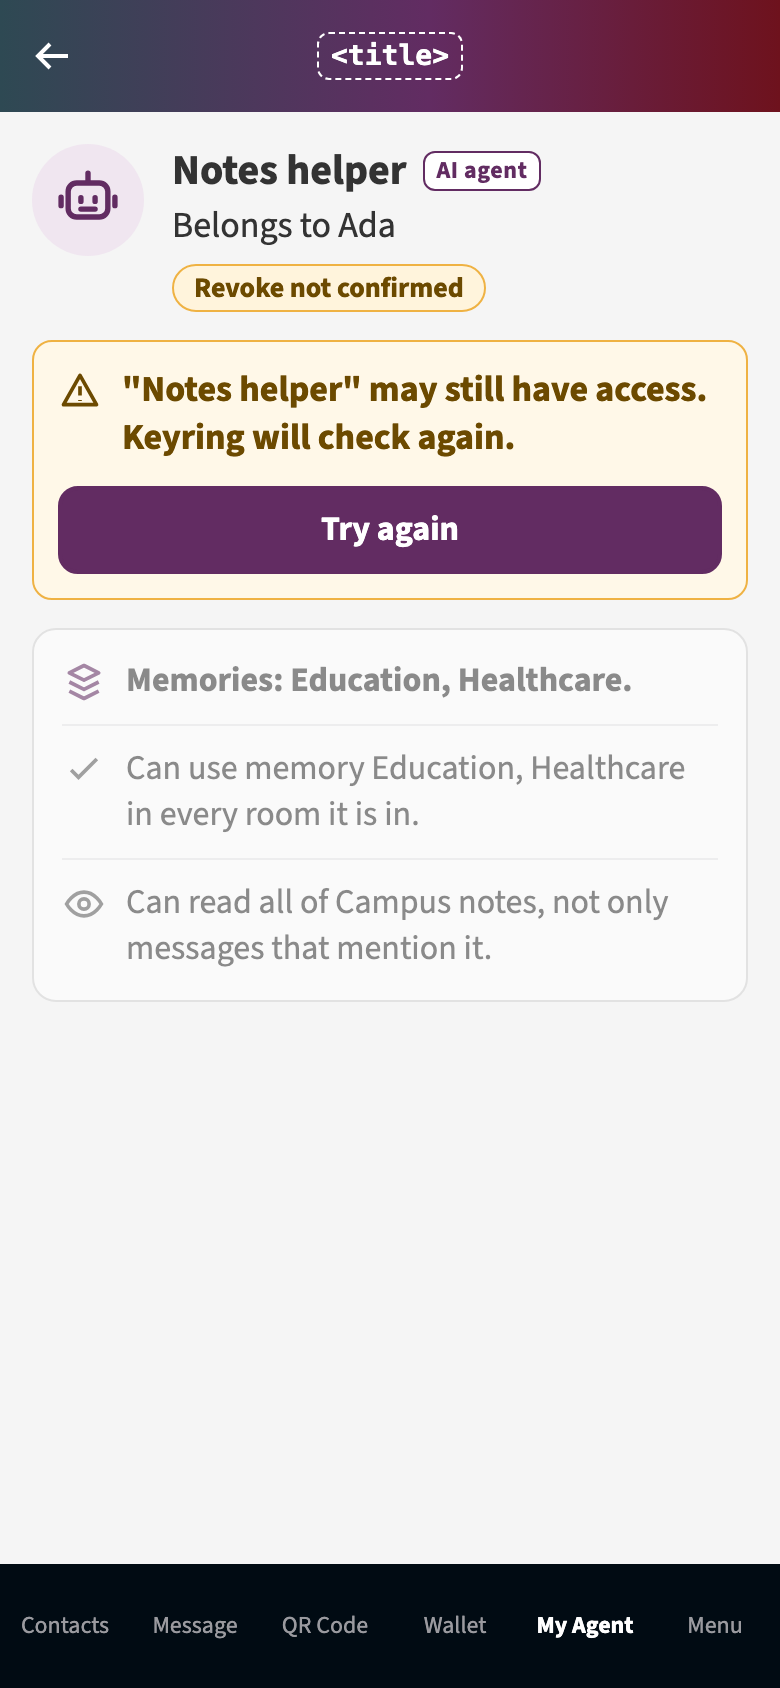 <title>
Notes helper
AI agent
Belongs to Ada
Revoke not confirmed
"Notes helper" may still have access.
Keyring will check again.
Try again
Memories: Education, Healthcare.
Can use memory Education, Healthcare
in every room it is in.
Can read all of Campus notes, not only
messages that mention it.
Contacts
Message
QR Code
Wallet
My Agent
Menu